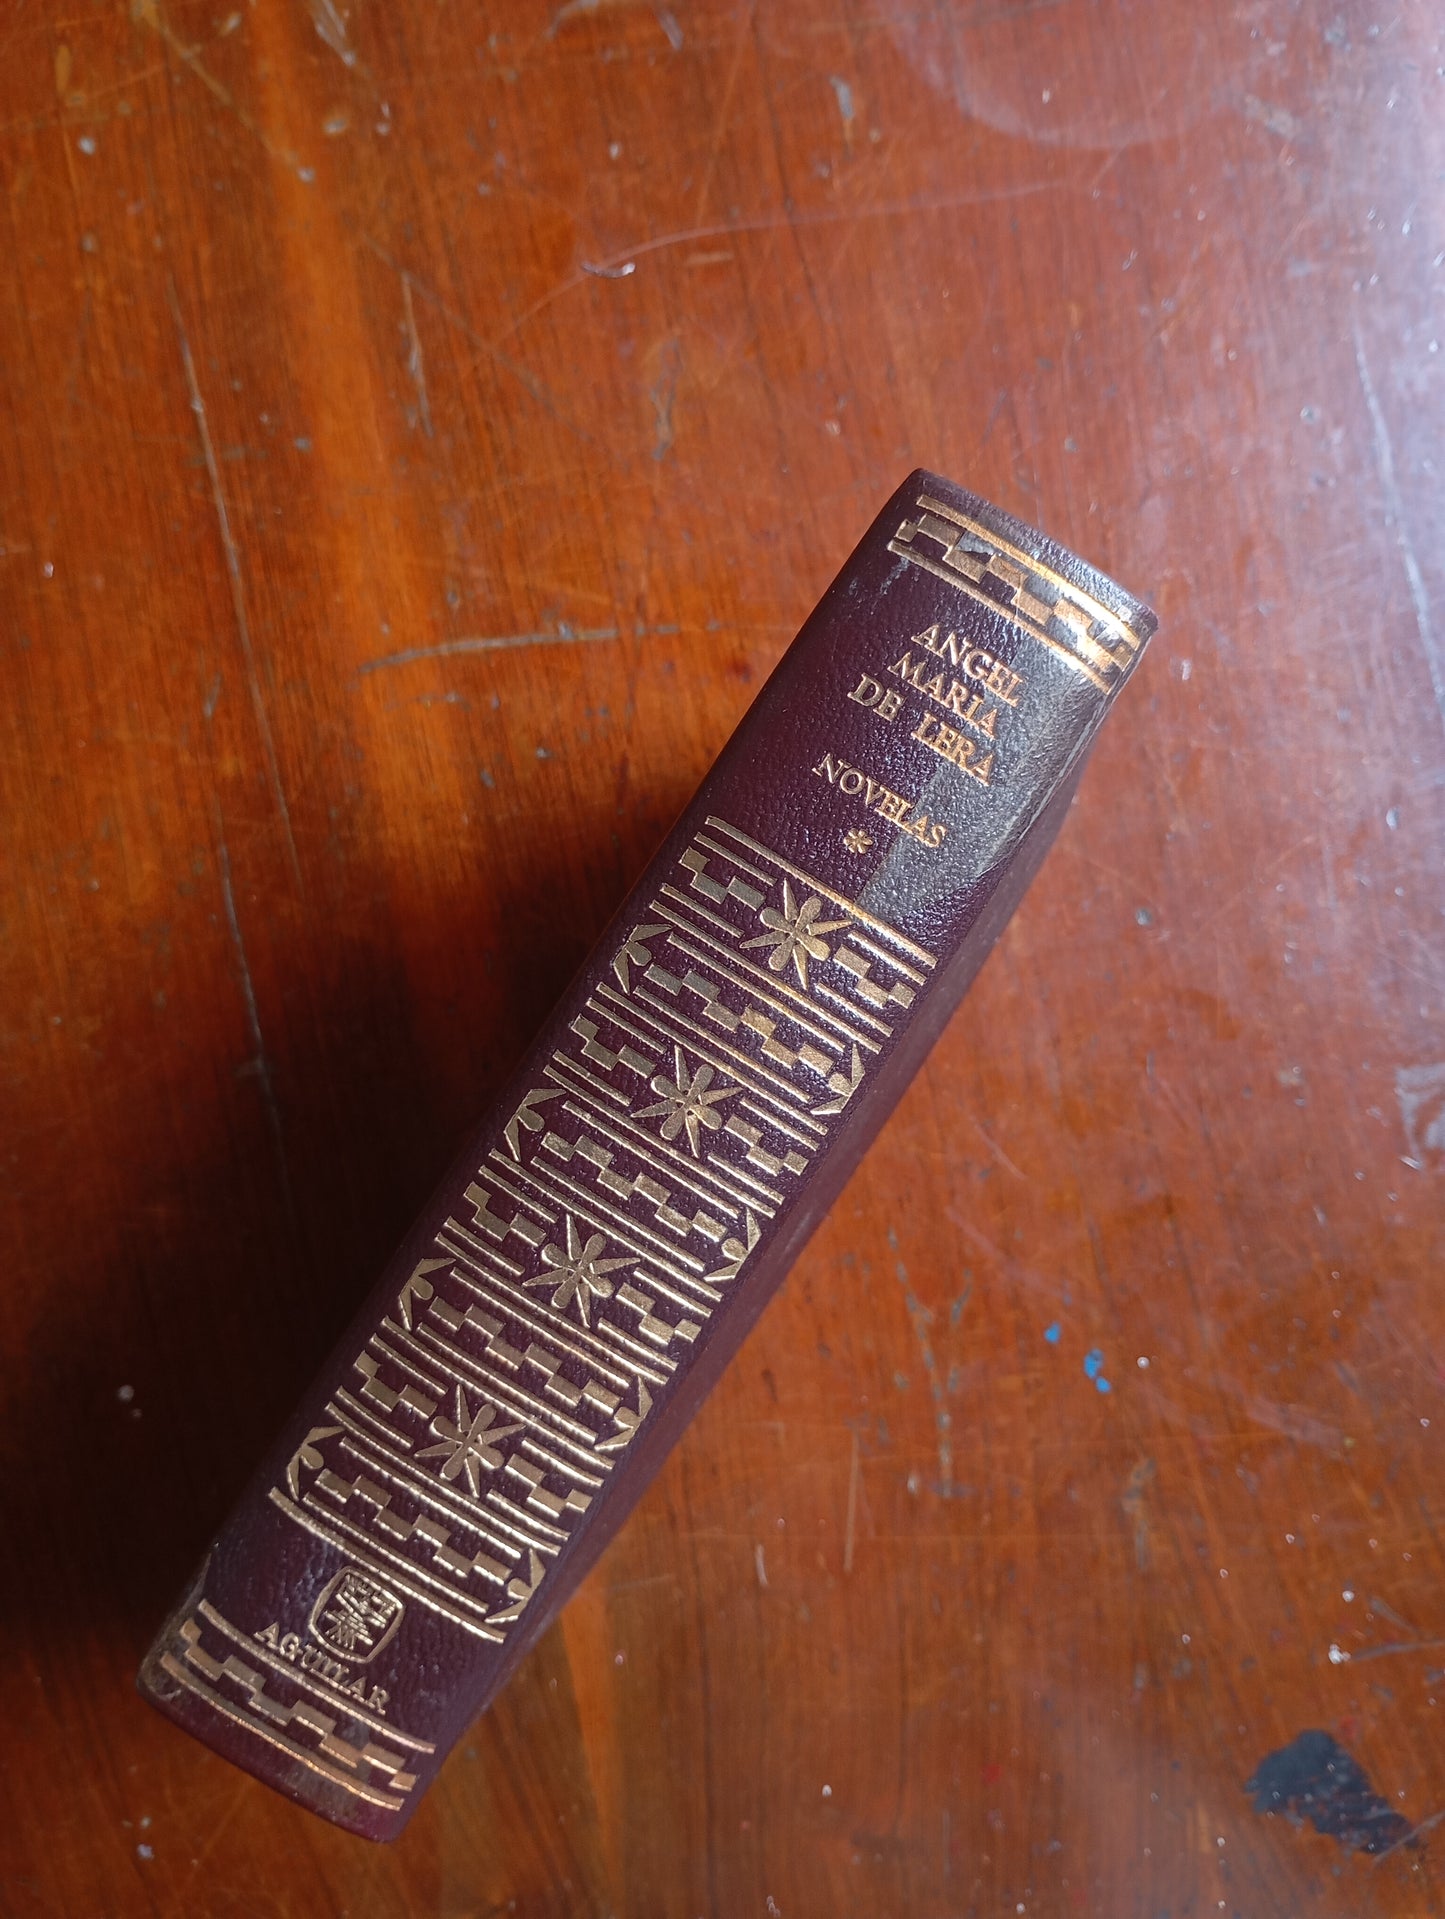 ANGEL
MARIA
DE LERA
NOVELAS
*
AGUILAR